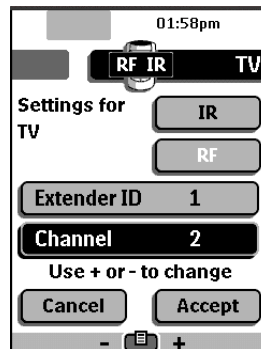 01:58pm
RF IR TV
Settings for
TV
IR
RF
Extender ID 1
Channel 2
Use + or - to change
Cancel Accept
- +